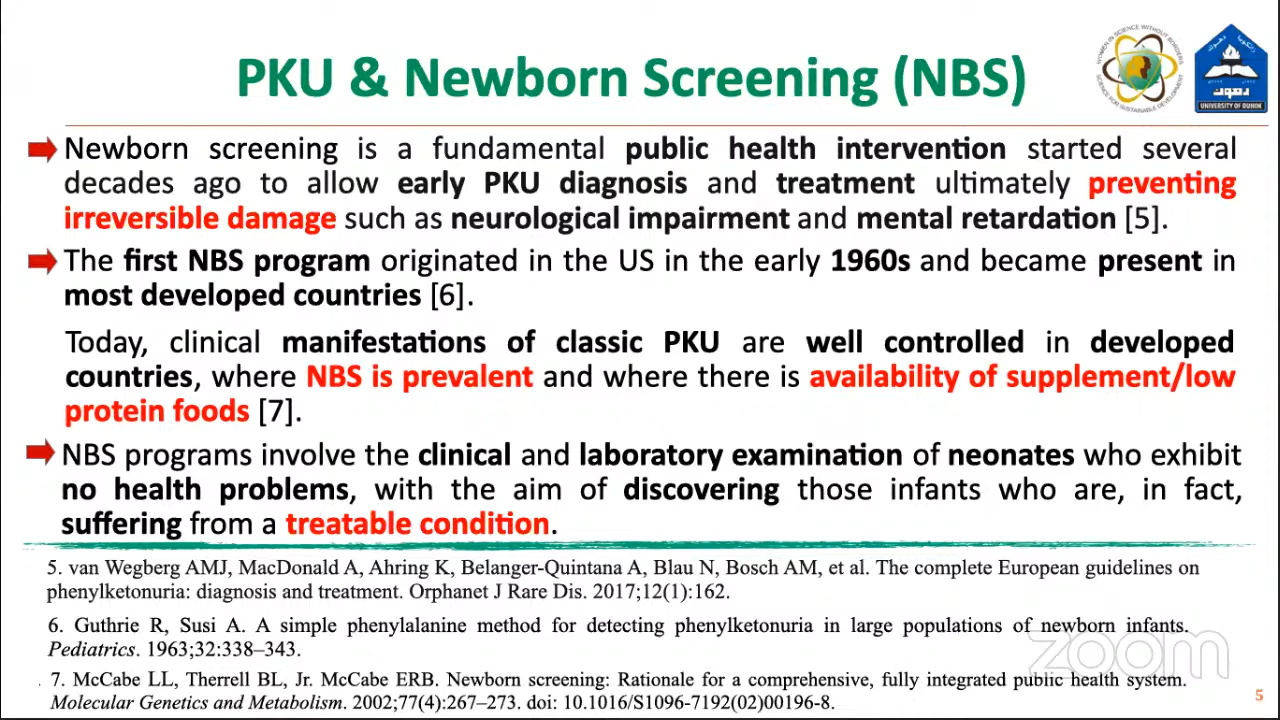 PKU & Newborn Screening (NBS)
WOMEN IN SCIENCE WITHOUT BORDERS
SCIENCE FOR SUSTAINABLE DEVELOPMENT
UNIVERSITY OF DUHOK
Newborn screening is a fundamental public health intervention started several
decades ago to allow early PKU diagnosis and treatment ultimately preventing
irreversible damage such as neurological impairment and mental retardation [5].
The first NBS program originated in the US in the early 1960s and became present in
most developed countries [6].
Today, clinical manifestations of classic PKU are well controlled in developed
countries, where NBS is prevalent and where there is availability of supplement/low
protein foods [7].
NBS programs involve the clinical and laboratory examination of neonates who exhibit
no health problems, with the aim of discovering those infants who are, in fact,
suffering from a treatable condition.
5. van Wegberg AMJ, MacDonald A, Ahring K, Belanger-Quintana A, Blau N, Bosch AM, et al. The complete European guidelines on
phenylketonuria: diagnosis and treatment. Orphanet J Rare Dis. 2017;12(1):162.
6. Guthrie R, Susi A. A simple phenylalanine method for detecting phenylketonuria in large populations of newborn infants.
Pediatrics. 1963;32:338–343.
7. McCabe LL, Therrell BL, Jr. McCabe ERB. Newborn screening: Rationale for a comprehensive, fully integrated public health system.
Molecular Genetics and Metabolism. 2002;77(4):267–273. doi: 10.1016/S1096-7192(02)00196-8.
zoom
5